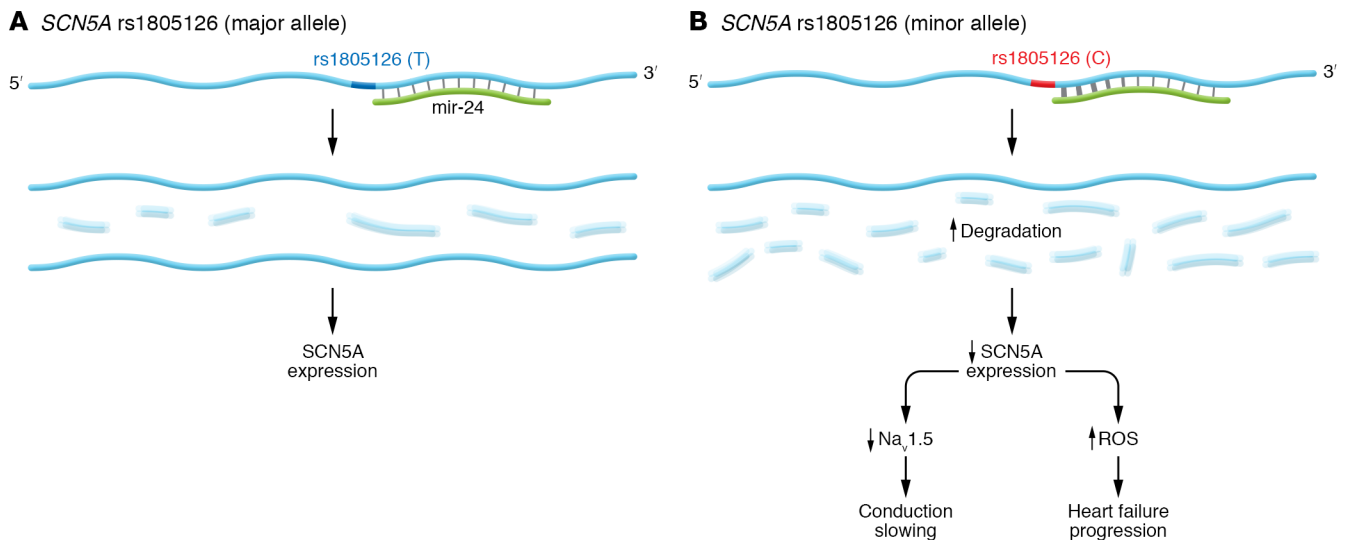 A SCN5A rs1805126 (major allele)
rs1805126 (T)
5′
3′
mir-24
SCN5A
expression
B SCN5A rs1805126 (minor allele)
rs1805126 (C)
5′
3′
↑ Degradation
↓ SCN5A
expression
↓ Nav1.5
↑ ROS
Conduction
slowing
Heart failure
progression